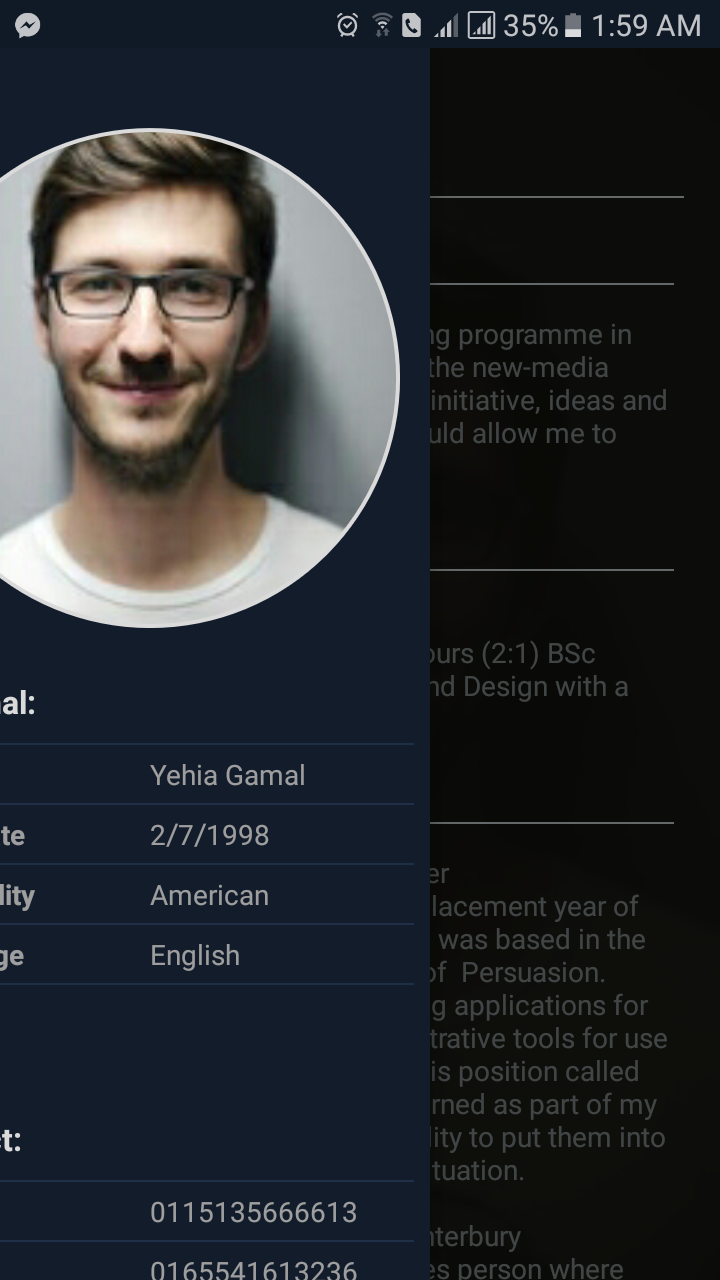 35% 1:59 AM
al:
Yehia Gamal
te 2/7/1998
lity American
ge English
t:
0115135666613
0165541613236
ng programme in
the new-media
initiative, ideas and
uld allow me to
ours (2:1) BSc
nd Design with a
er
lacement year of
was based in the
of Persuasion.
g applications for
trative tools for use
is position called
rned as part of my
lity to put them into
tuation.
nterbury
es person where